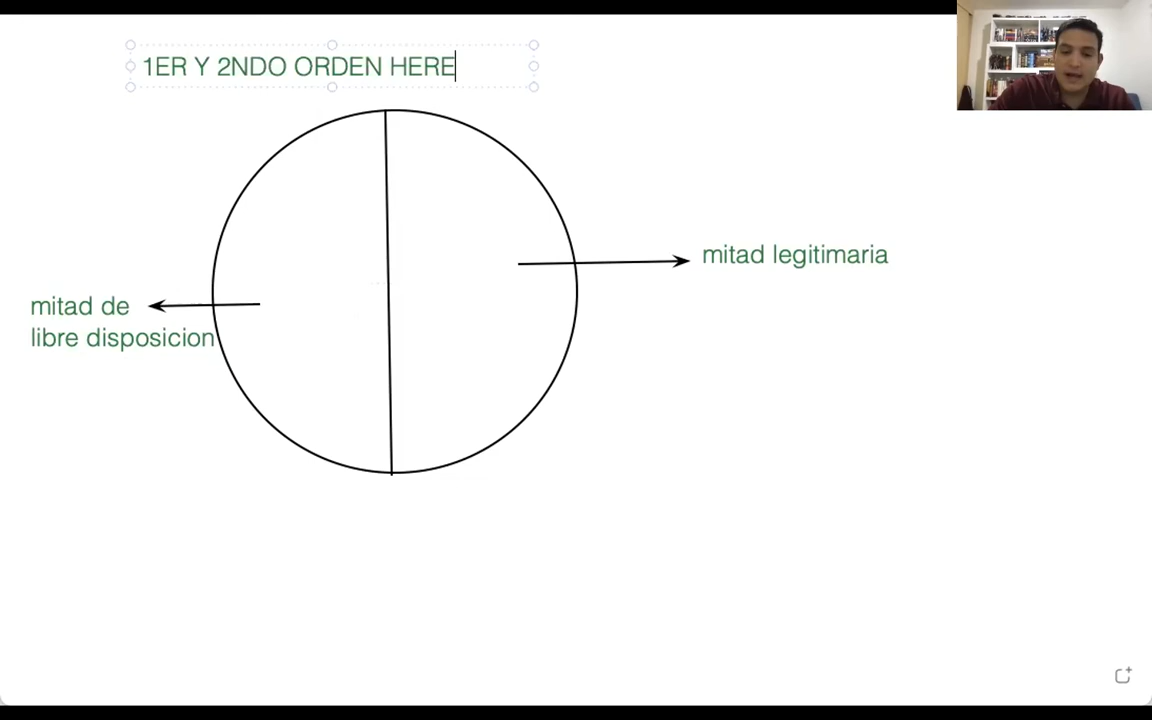 1ER Y 2NDO ORDEN HERE
mitad legitimaria
mitad de
libre disposicion